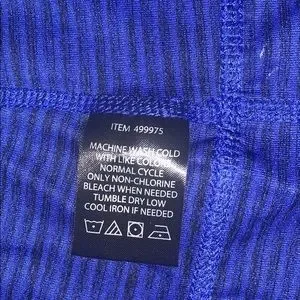 ITEM 499975
MACHINE WASH COLD
WITH LIKE COLORS
NORMAL CYCLE
ONLY NON-CHLORINE
BLEACH WHEN NEEDED
TUMBLE DRY LOW
COOL IRON IF NEEDED